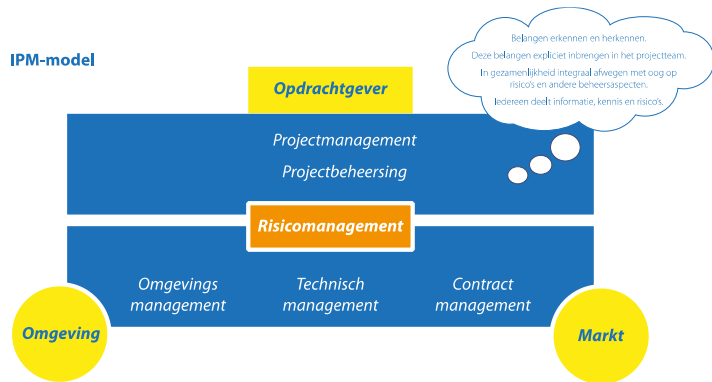 IPM-model
Belangen erkennen en herkennen.
Deze belangen expliciet inbrengen in het projectteam.
In gezamenlijkheid integraal afwegen met oog op
risico's en andere beheersaspecten.
Iedereen deelt informatie, kennis en risico's.
Opdrachtgever
Projectmanagement
Projectbeheersing
Risicomanagement
Omgevings
management
Technisch
management
Contract
management
Omgeving
Markt